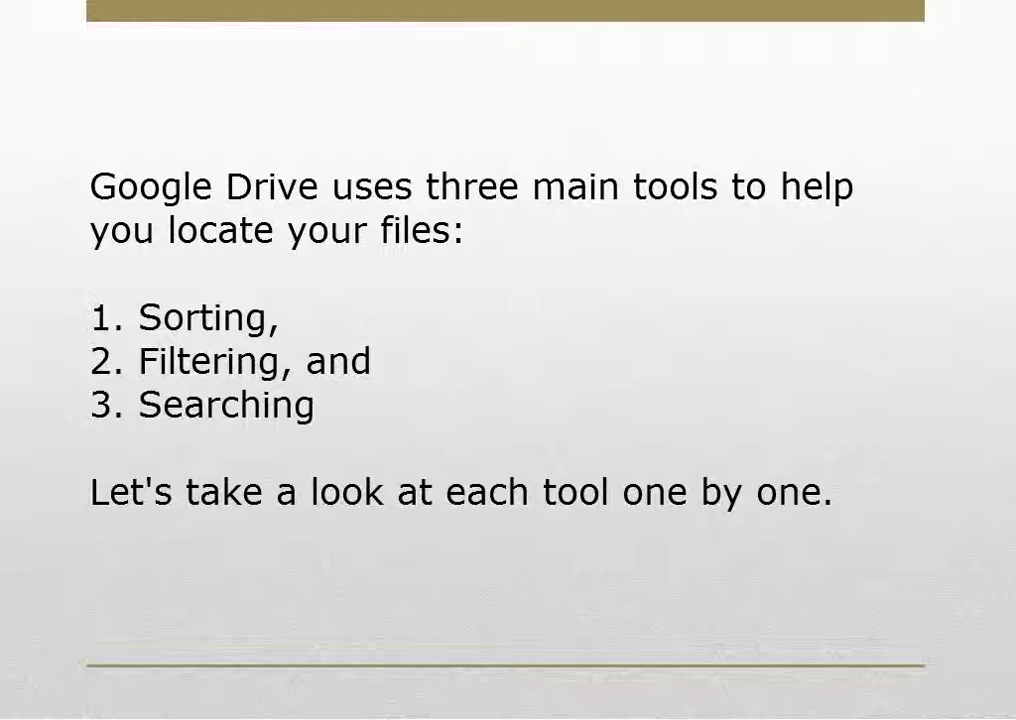 Google Drive uses three main tools to help
you locate your files:
1. Sorting,
2. Filtering, and
3. Searching
Let's take a look at each tool one by one.